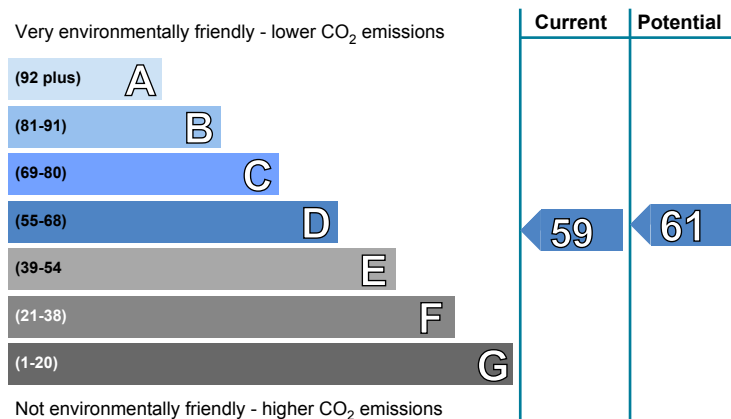 Current Potential
Very environmentally friendly - lower CO2 emissions
(92 plus) A
(81-91) B
(69-80) C
(55-68) D
59 61
(39-54 E
(21-38) F
(1-20) G
Not environmentally friendly - higher CO2 emissions